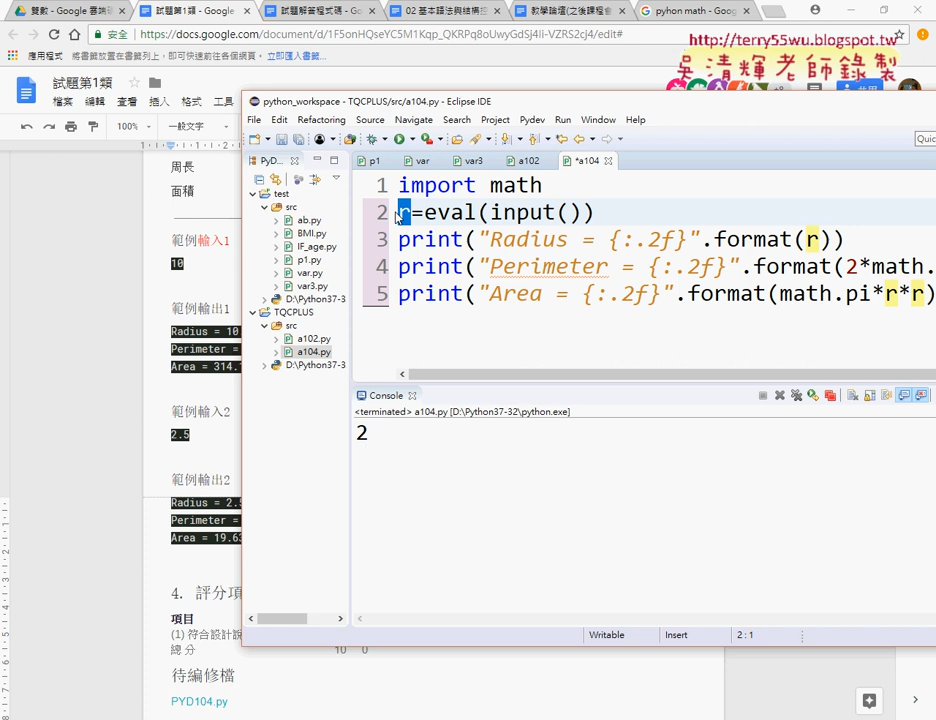 雙數 - Google 雲端硬
試題第1類 - Google
試題解答程式碼 - Go
02 基本語法與結構控
教學論壇(之後課程會
python math - Goog
安全 https://docs.google.com/document/d/1F5onHQseYC5M1Kqp_QKRPq8oUwyGdSJ4Ii-VZRS2cj4/edit#
http://terry55wu.blogspot.tw
應用程式 將書籤放置在書籤列上，即可快速前往各個網頁。 立即匯入書籤...
吳清輝老師錄製
試題第1類
檔案 編輯 查看 插入 格式 工具
100% 一般文字
周長
面積
範例輸入1
10
範例輸出1
Radius = 10
Perimeter =
Area = 314.
範例輸入2
2.5
範例輸出2
Radius = 2.5
Perimeter =
Area = 19.63
4. 評分項
項目
(1) 符合設計說
總 分 10 0
待編修檔
PYD104.py
python_workspace - TQCPLUS/src/a104.py - Eclipse IDE
File Edit Refactoring Source Navigate Search Project Pydev Run Window Help
Quic
PyD...
p1 var var3 a102 *a104
test
src
ab.py
BMI.py
IF_age.py
p1.py
var.py
var3.py
D:\Python37-3
TQCPLUS
src
a102.py
a104.py
D:\Python37-3
1 import math
2 r=eval(input())
3 print("Radius = {:.2f}".format(r))
4 print("Perimeter = {:.2f}".format(2*math.
5 print("Area = {:.2f}".format(math.pi*r*r)
Console
<terminated> a104.py [D:\Python37-32\python.exe]
2
Writable Insert 2 : 1